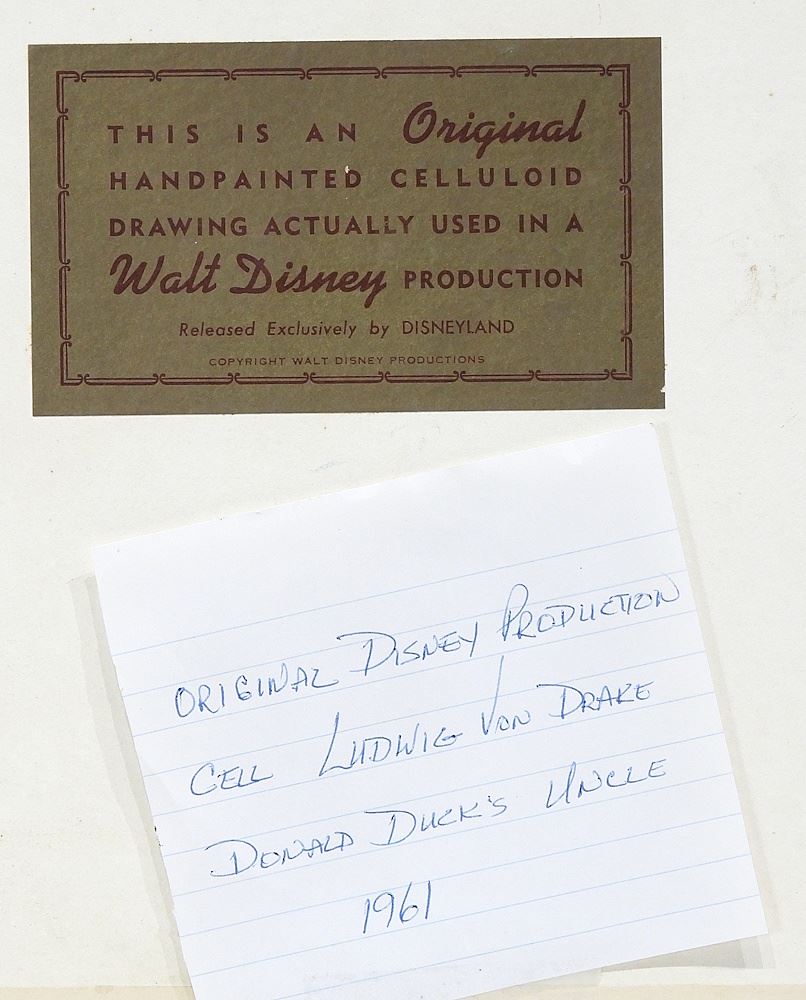 THIS IS AN Original
HANDPAINTED CELLULOID
DRAWING ACTUALLY USED IN A
Walt Disney PRODUCTION
Released Exclusively by DISNEYLAND
COPYRIGHT WALT DISNEY PRODUCTIONS
ORIGINAL DISNEY PRODUCTION
CELL LUDWIG VON DRAKE
DONALD DUCK'S UNCLE
1961